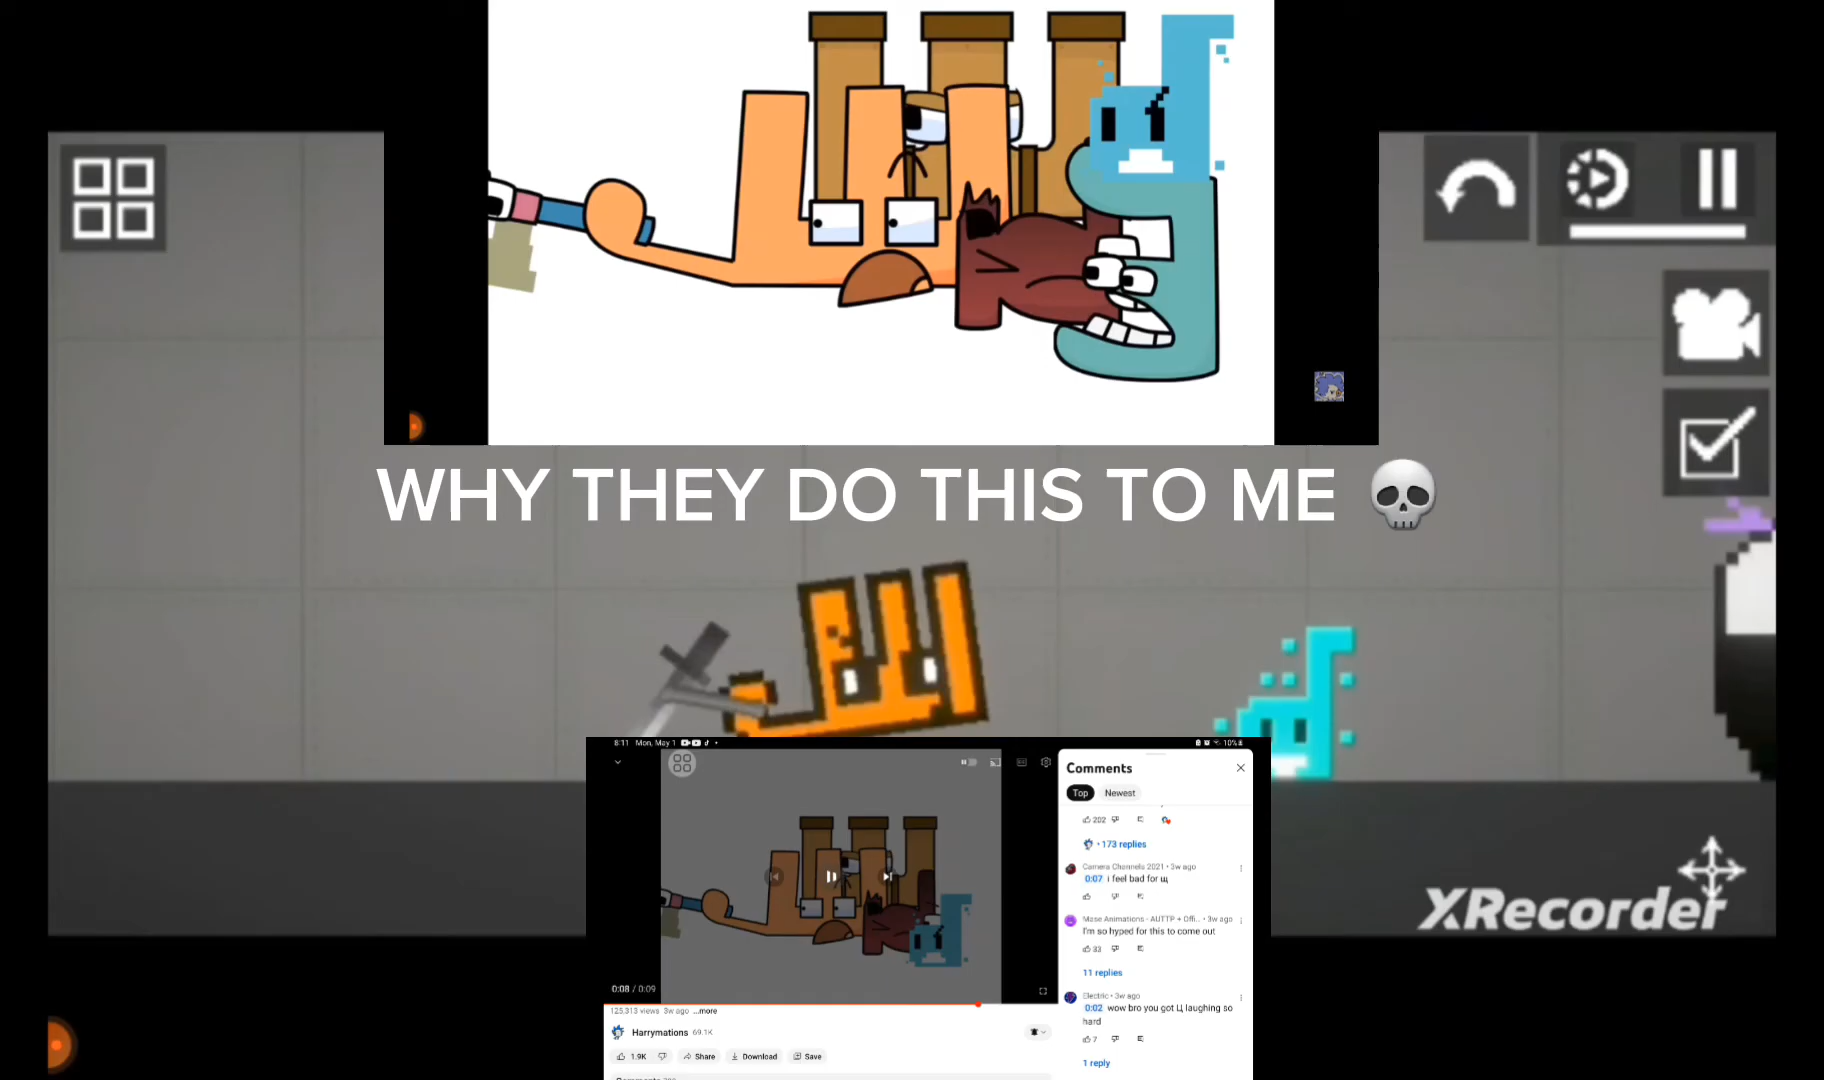 WHY THEY DO THIS TO ME 💀
8:11 Mon, May 1
10%
Comments
Top Newest
202
173 replies
Camera Channels 2021 • 3w ago
0:07 i feel bad for щ
Mase Animations - AUTTP + Offi... • 3w ago
I'm so hyped for this to come out
33
11 replies
Electric • 3w ago
0:02 wow bro you got Ц laughing so
hard
7
1 reply
0:08 / 0:09
125,313 views 3w ago ...more
Harrymations 69.1K
1.9K Share Download Save
XRecorder